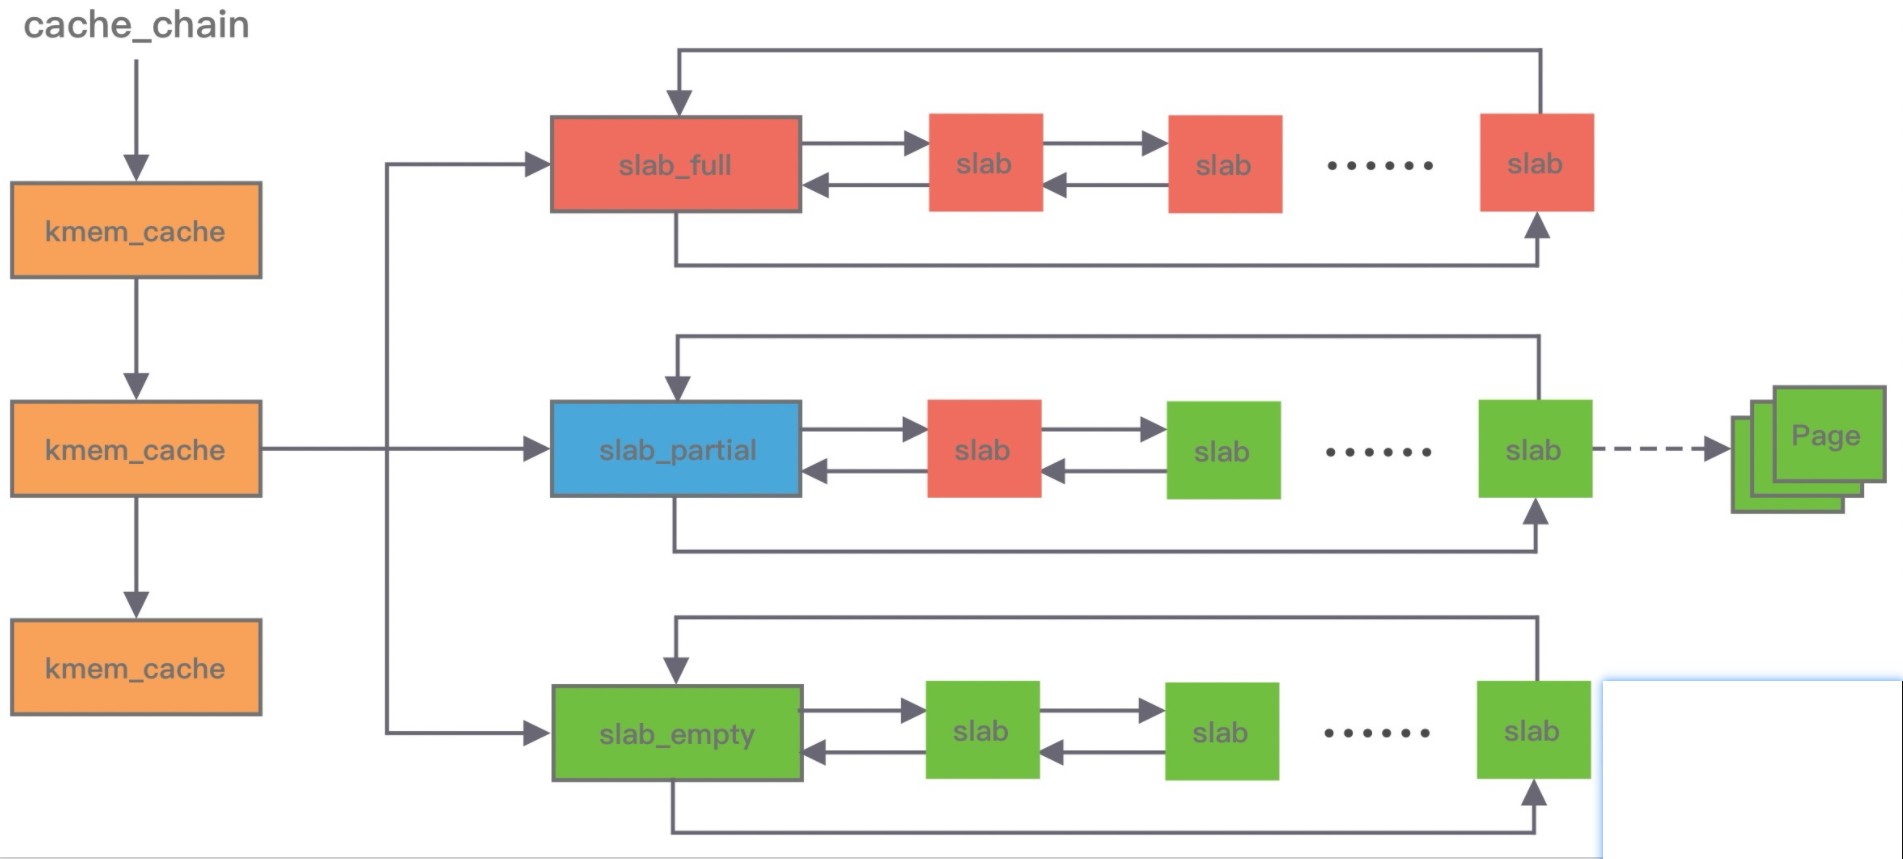 cache_chain
kmem_cache
kmem_cache
kmem_cache
slab_full
slab
slab
.......
slab
slab_partial
slab
slab
.......
slab
Page
slab_empty
slab
slab
.......
slab